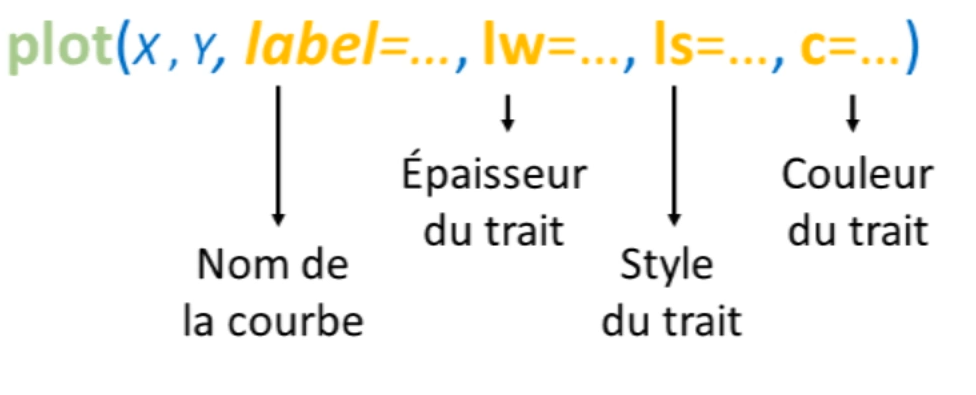 plot(X , Y, label=..., lw=..., ls=..., c=...)
Épaisseur
du trait
Couleur
du trait
Nom de
la courbe
Style
du trait